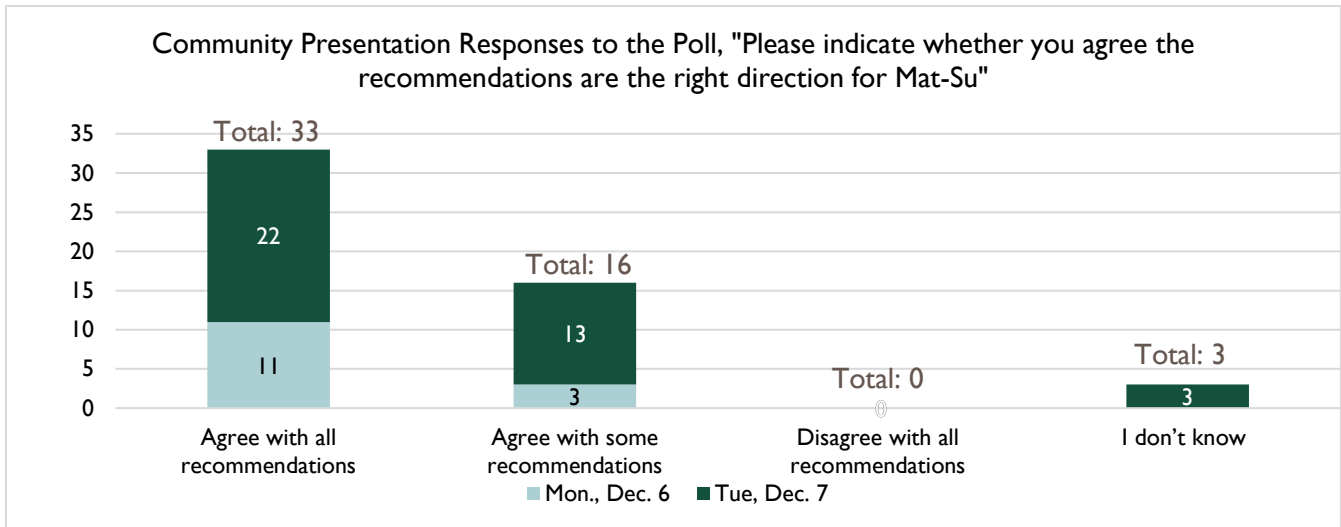 Community Presentation Responses to the Poll, "Please indicate whether you agree the
recommendations are the right direction for Mat-Su"
35
30
25
20
15
10
5
0
Total: 33
22
11
Total: 16
13
3
Total: 0
0
Total: 3
3
Agree with all
recommendations
Agree with some
recommendations
Disagree with all
recommendations
I don’t know
Mon., Dec. 6
Tue, Dec. 7